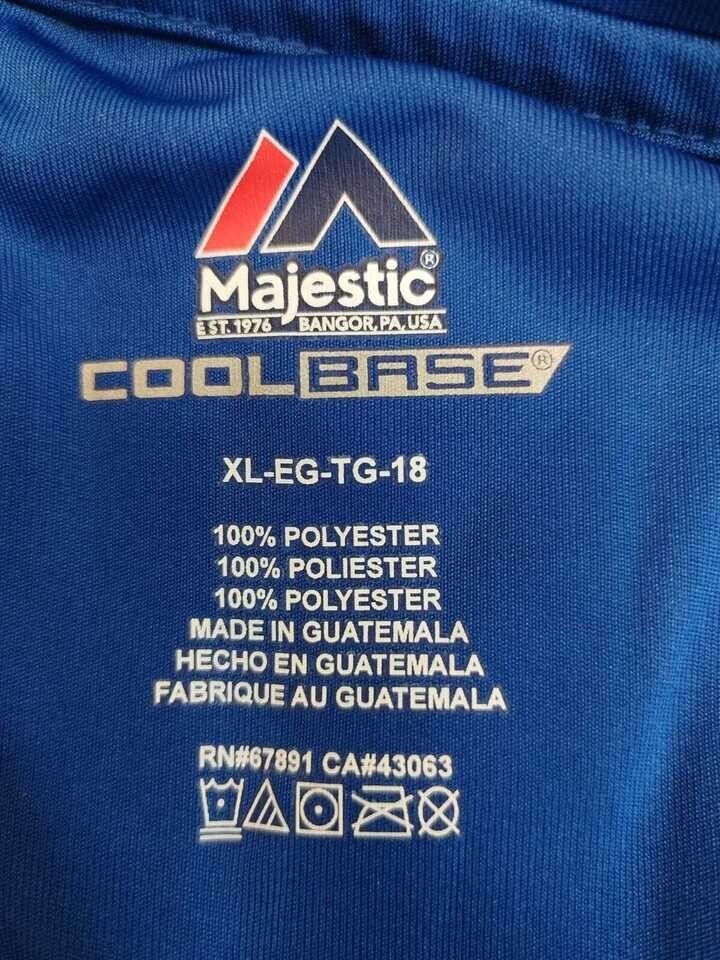 Majestic®
EST. 1976 BANGOR, PA, USA
COOLBASE®
XL-EG-TG-18
100% POLYESTER
100% POLIESTER
100% POLYESTER
MADE IN GUATEMALA
HECHO EN GUATEMALA
FABRIQUE AU GUATEMALA
RN#67891 CA#43063